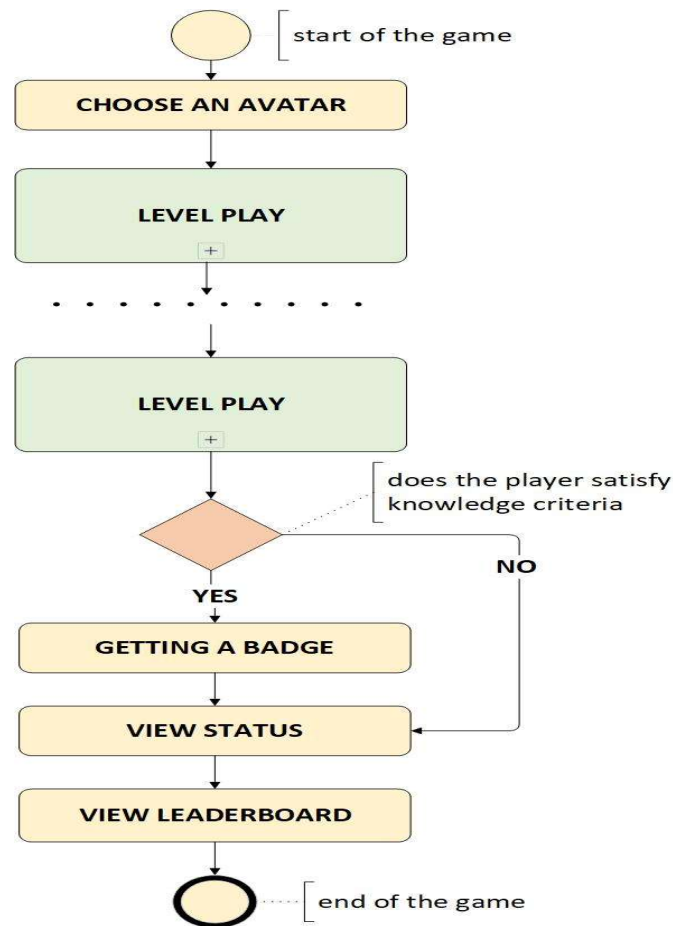 start of the game
CHOOSE AN AVATAR
LEVEL PLAY
+
. . . . . . . . . .
LEVEL PLAY
+
does the player satisfy
knowledge criteria
NO
YES
GETTING A BADGE
VIEW STATUS
VIEW LEADERBOARD
end of the game